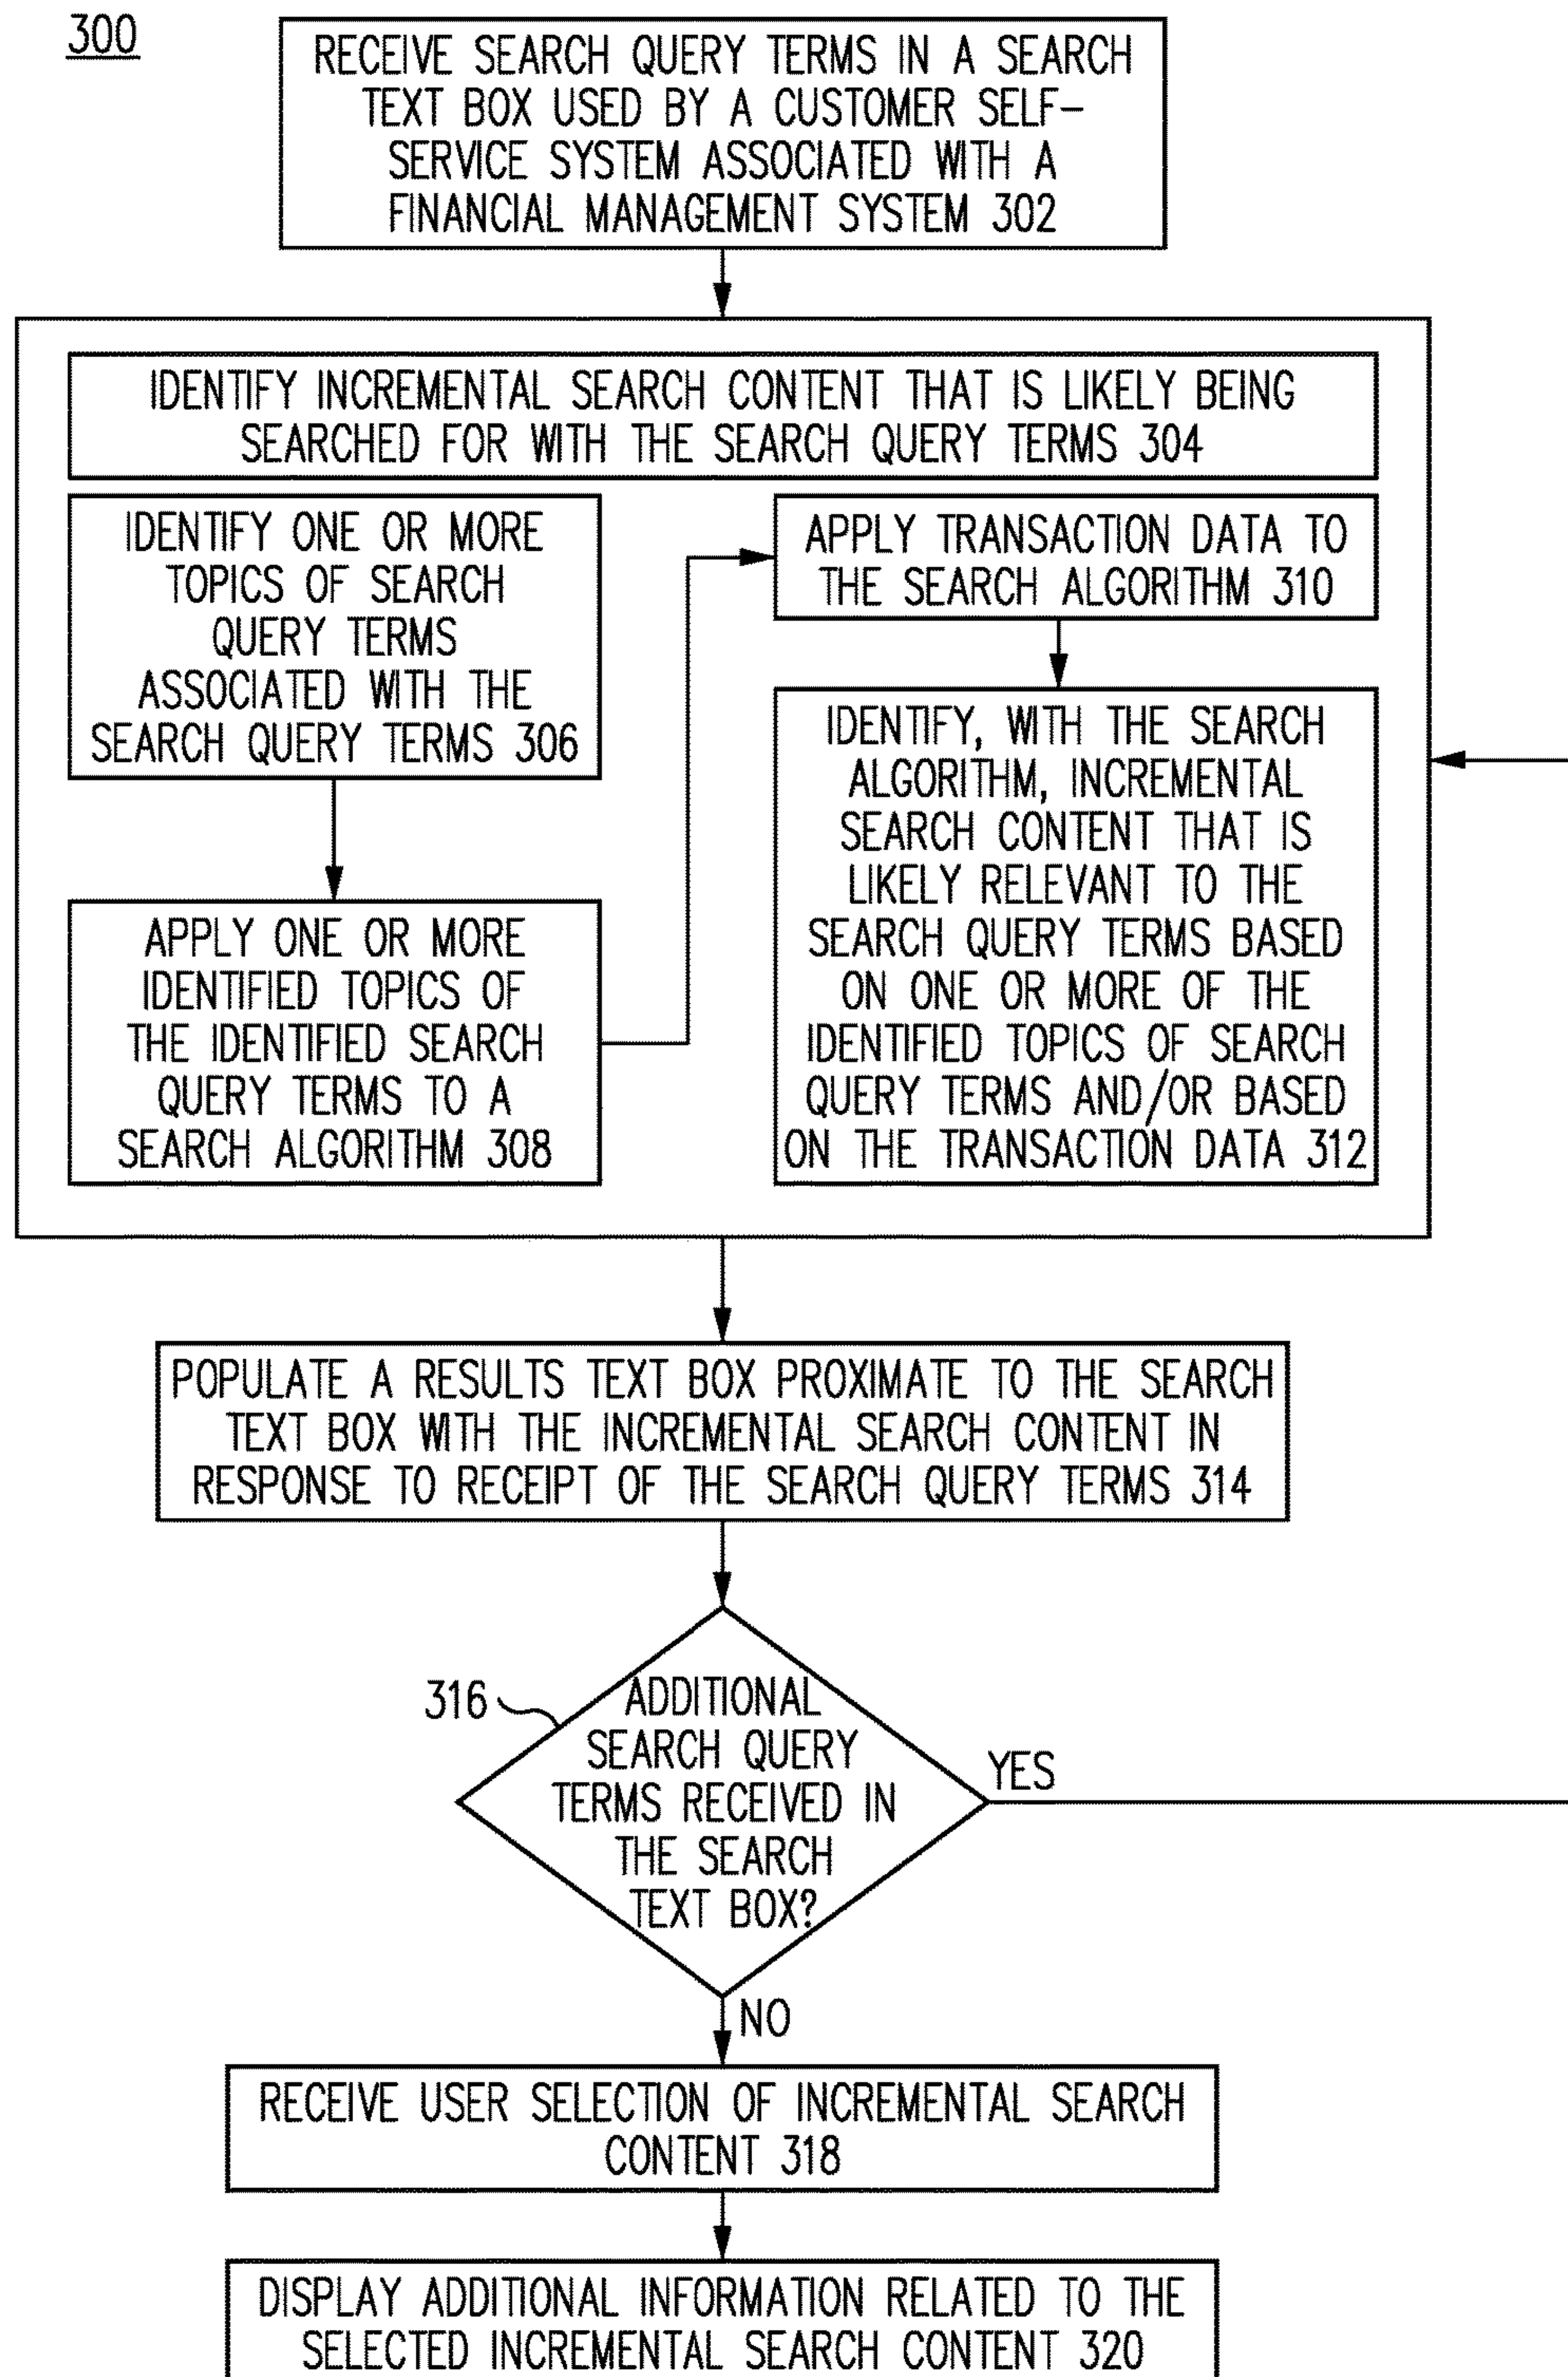 300
RECEIVE SEARCH QUERY TERMS IN A SEARCH
TEXT BOX USED BY A CUSTOMER SELF-
SERVICE SYSTEM ASSOCIATED WITH A
FINANCIAL MANAGEMENT SYSTEM 302
IDENTIFY INCREMENTAL SEARCH CONTENT THAT IS LIKELY BEING
SEARCHED FOR WITH THE SEARCH QUERY TERMS 304
IDENTIFY ONE OR MORE
TOPICS OF SEARCH
QUERY TERMS
ASSOCIATED WITH THE
SEARCH QUERY TERMS 306
APPLY ONE OR MORE
IDENTIFIED TOPICS OF
THE IDENTIFIED SEARCH
QUERY TERMS TO A
SEARCH ALGORITHM 308
APPLY TRANSACTION DATA TO
THE SEARCH ALGORITHM 310
IDENTIFY, WITH THE SEARCH
ALGORITHM, INCREMENTAL
SEARCH CONTENT THAT IS
LIKELY RELEVANT TO THE
SEARCH QUERY TERMS BASED
ON ONE OR MORE OF THE
IDENTIFIED TOPICS OF SEARCH
QUERY TERMS AND/OR BASED
ON THE TRANSACTION DATA 312
POPULATE A RESULTS TEXT BOX PROXIMATE TO THE SEARCH
TEXT BOX WITH THE INCREMENTAL SEARCH CONTENT IN
RESPONSE TO RECEIPT OF THE SEARCH QUERY TERMS 314
316
ADDITIONAL
SEARCH QUERY
TERMS RECEIVED IN
THE SEARCH
TEXT BOX?
YES
NO
RECEIVE USER SELECTION OF INCREMENTAL SEARCH
CONTENT 318
DISPLAY ADDITIONAL INFORMATION RELATED TO THE
SELECTED INCREMENTAL SEARCH CONTENT 320